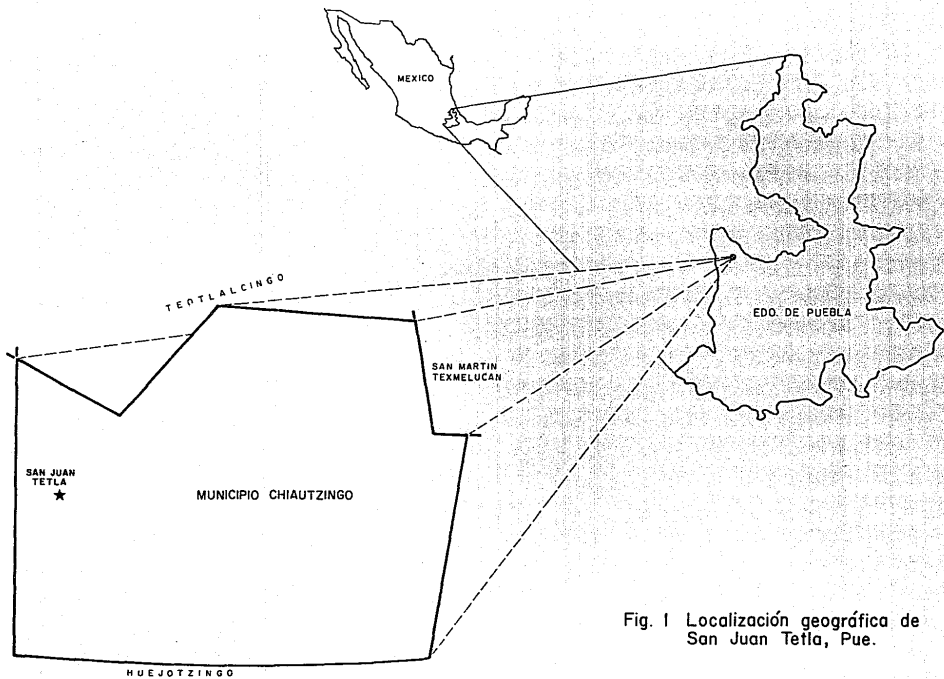 MEXICO
TEOTLALCINGO
EDO. DE PUEBLA
SAN MARTIN
TEXMELUCAN
SAN JUAN
TETLA
MUNICIPIO CHIAUTZINGO
Fig. 1 Localización geográfica de
San Juan Tetla, Pue.
HUEJOTZINGO